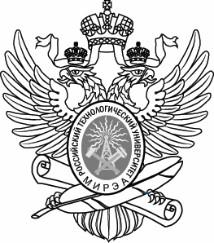 РОССИЙСКИЙ ТЕХНОЛОГИЧЕСКИЙ УНИВЕРСИТЕТ
МИРЭА